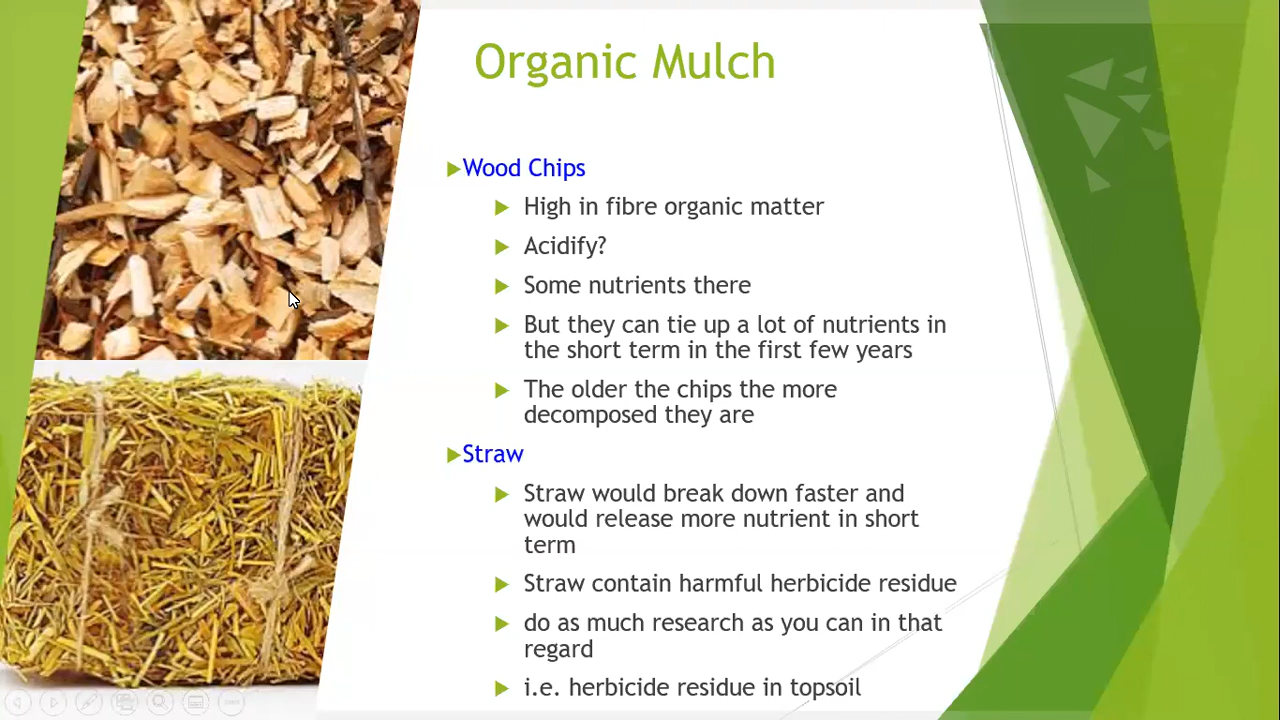 Organic Mulch
Wood Chips
High in fibre organic matter
Acidify?
Some nutrients there
But they can tie up a lot of nutrients in
the short term in the first few years
The older the chips the more
decomposed they are
Straw
Straw would break down faster and
would release more nutrient in short
term
Straw contain harmful herbicide residue
do as much research as you can in that
regard
i.e. herbicide residue in topsoil